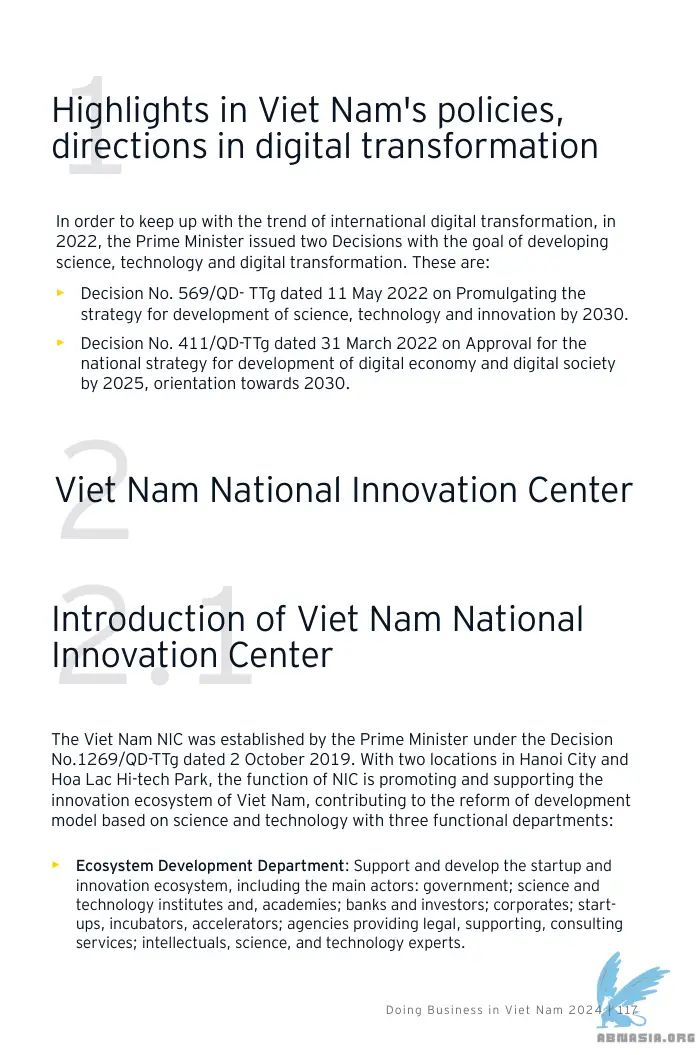 1
Highlights in Viet Nam's policies,
directions in digital transformation
In order to keep up with the trend of international digital transformation, in
2022, the Prime Minister issued two Decisions with the goal of developing
science, technology and digital transformation. These are:
► Decision No. 569/QD- TTg dated 11 May 2022 on Promulgating the
strategy for development of science, technology and innovation by 2030.
► Decision No. 411/QD-TTg dated 31 March 2022 on Approval for the
national strategy for development of digital economy and digital society
by 2025, orientation towards 2030.
2
Viet Nam National Innovation Center
2.1
Introduction of Viet Nam National
Innovation Center
The Viet Nam NIC was established by the Prime Minister under the Decision
No.1269/QD-TTg dated 2 October 2019. With two locations in Hanoi City and
Hoa Lac Hi-tech Park, the function of NIC is promoting and supporting the
innovation ecosystem of Viet Nam, contributing to the reform of development
model based on science and technology with three functional departments:
► Ecosystem Development Department: Support and develop the startup and
innovation ecosystem, including the main actors: government; science and
technology institutes and, academies; banks and investors; corporates; start-
ups, incubators, accelerators; agencies providing legal, supporting, consulting
services; intellectuals, science, and technology experts.
Doing Business in Viet Nam 2024 | 117
ABMASIA.ORG